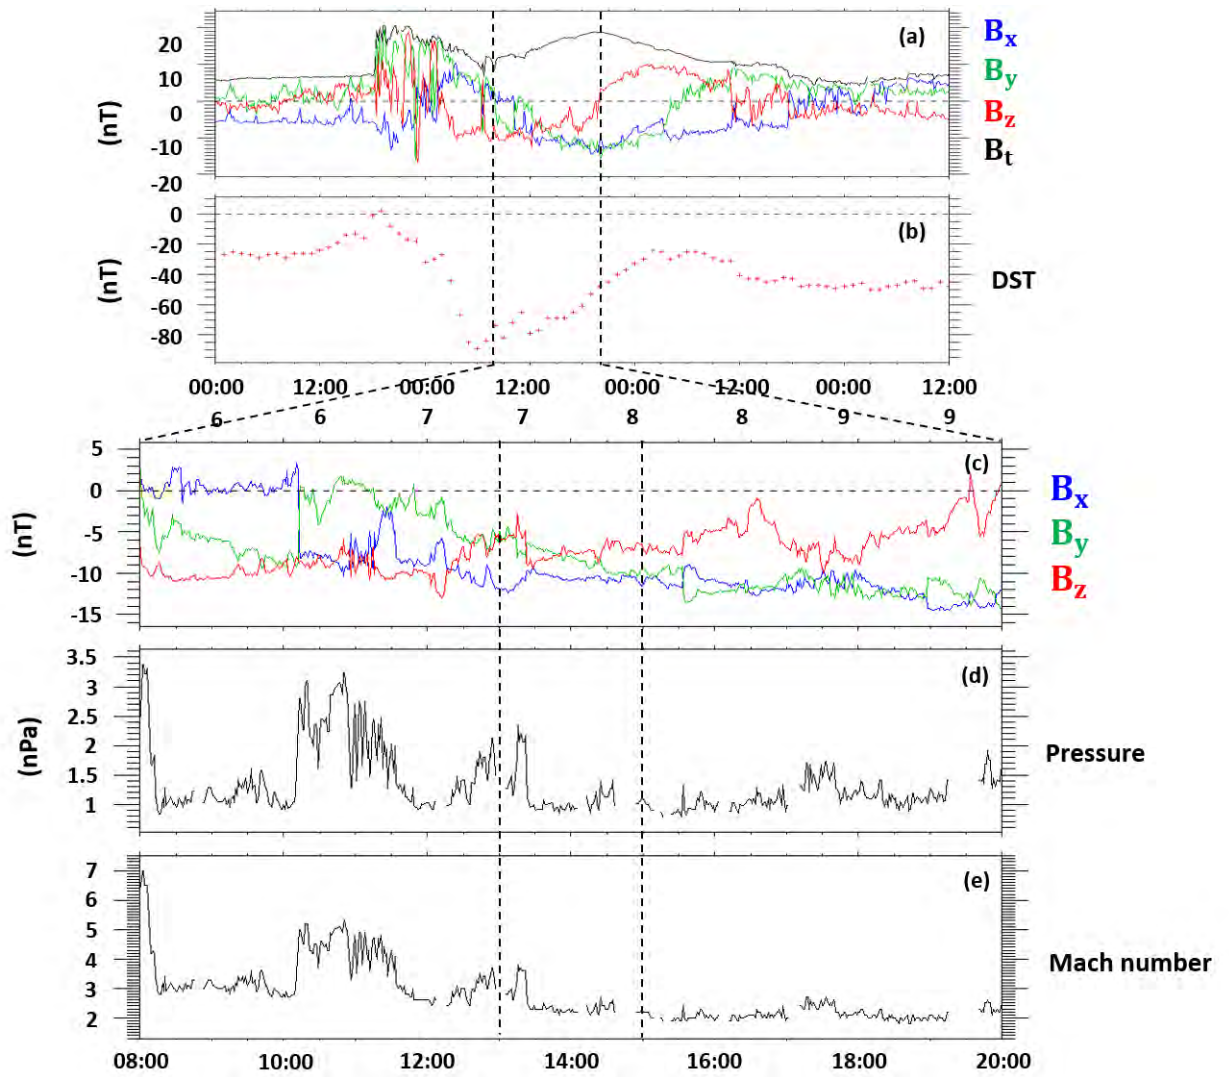 (a)
20
10
0
-10
-20
(nT)
Bx
By
Bz
Bt
(b)
0
-20
-40
-60
-80
(nT)
DST
00:00 12:00 00:00 12:00 00:00 12:00 00:00 12:00
6 6 7 7 8 8 9 9
(c)
5
0
-5
-10
-15
(nT)
Bx
By
Bz
(d)
3.5
3
2.5
2
1.5
1
(nPa)
Pressure
(e)
7
6
5
4
3
2
Mach number
08:00 10:00 12:00 14:00 16:00 18:00 20:00